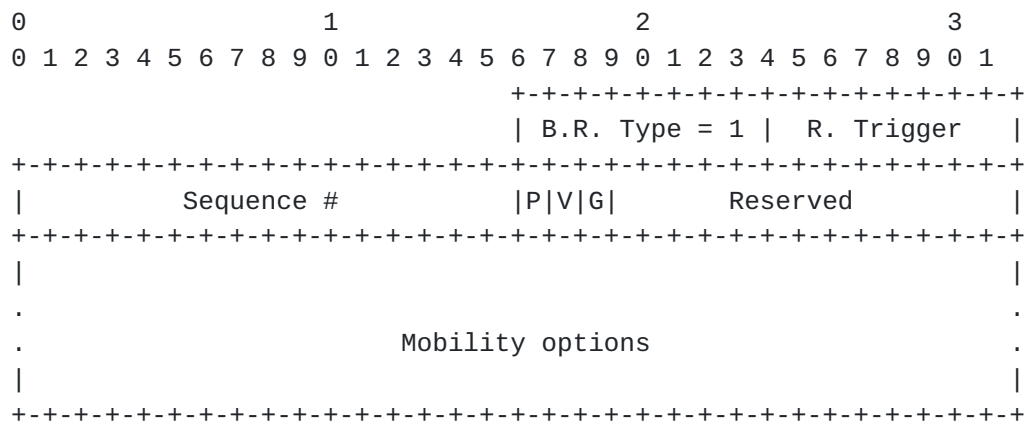 0                   1                   2                   3
0 1 2 3 4 5 6 7 8 9 0 1 2 3 4 5 6 7 8 9 0 1 2 3 4 5 6 7 8 9 0 1
                                +-+-+-+-+-+-+-+-+-+-+-+-+-+-+-+-+
                                | B.R. Type = 1 |  R. Trigger   |
+-+-+-+-+-+-+-+-+-+-+-+-+-+-+-+-+-+-+-+-+-+-+-+-+-+-+-+-+-+-+-+-+
|          Sequence #           |P|V|G|       Reserved          |
+-+-+-+-+-+-+-+-+-+-+-+-+-+-+-+-+-+-+-+-+-+-+-+-+-+-+-+-+-+-+-+-+
|                                                               |
.                                                               .
.                        Mobility options                       .
|                                                               |
+-+-+-+-+-+-+-+-+-+-+-+-+-+-+-+-+-+-+-+-+-+-+-+-+-+-+-+-+-+-+-+-+